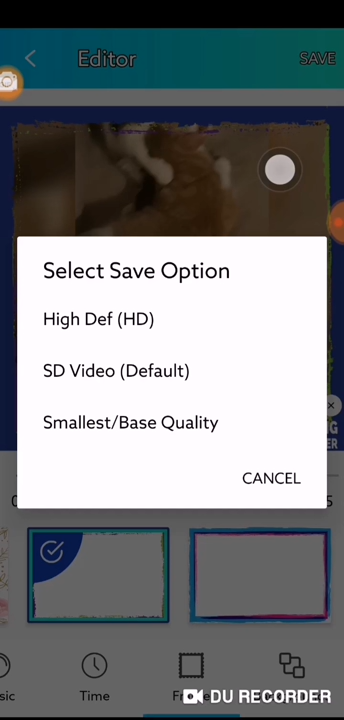 Editor
SAVE
Select Save Option
High Def (HD)
SD Video (Default)
Smallest/Base Quality
CANCEL
Time
DU RECORDER